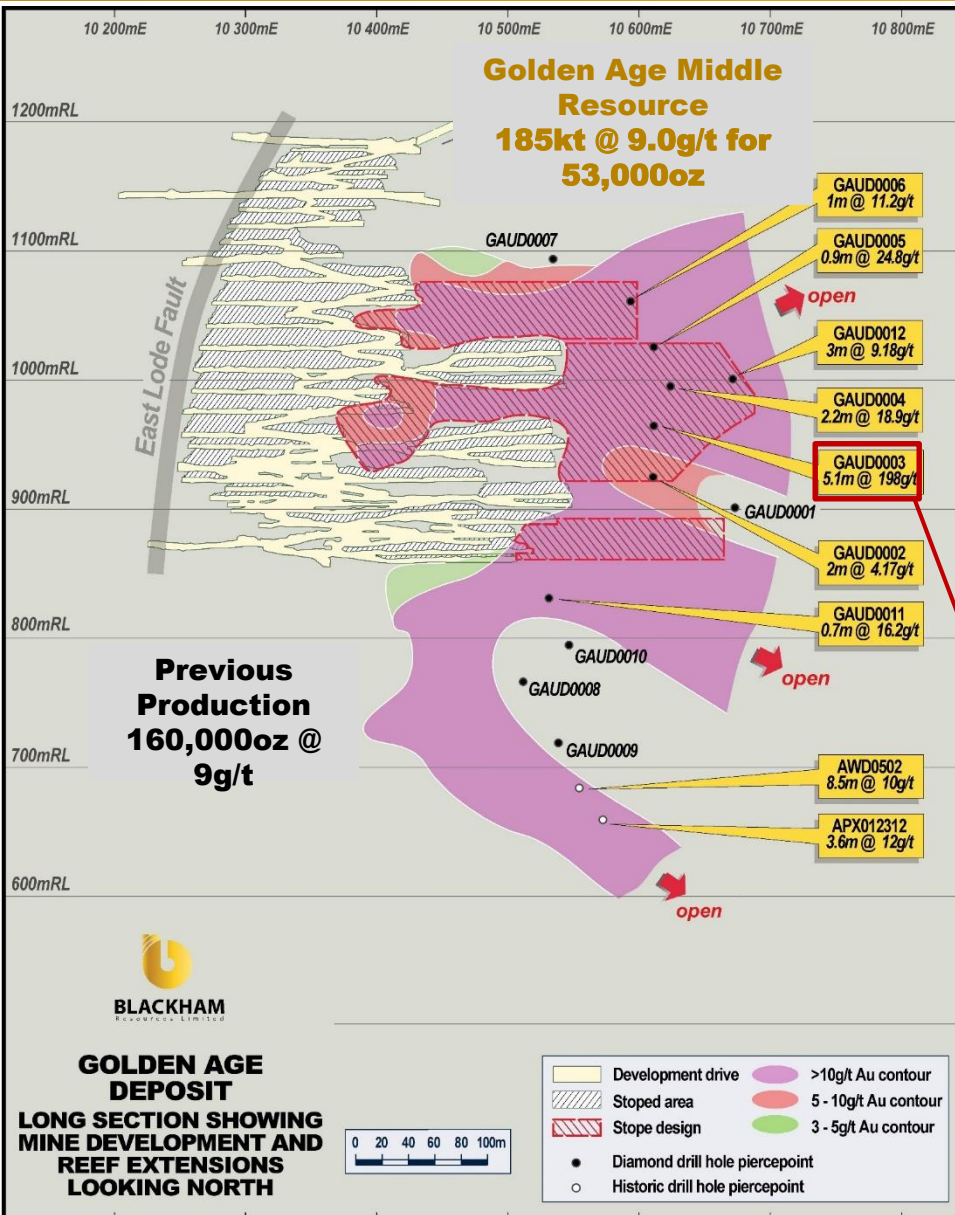 10 200mE 10 300mE 10 400mE 10 500mE 10 600mE 10 700mE 10 800mE
Golden Age Middle
Resource
185kt @ 9.0g/t for
53,000oz
1200mRL
1100mRL
1000mRL
900mRL
800mRL
700mRL
600mRL
East Lode Fault
GAUD0007
GAUD0006
1m @ 11.2g/t
GAUD0005
0.9m @ 24.8g/t
open
GAUD0012
3m @ 9.18g/t
GAUD0004
2.2m @ 18.9g/t
GAUD0003
5.1m @ 198g/t
GAUD0001
GAUD0002
2m @ 4.17g/t
GAUD0011
0.7m @ 16.2g/t
GAUD0010
open
GAUD0008
GAUD0009
Previous
Production
160,000oz @
9g/t
AWD0502
8.5m @ 10g/t
APX012312
3.6m @ 12g/t
open
BLACKHAM
Resources Limited
GOLDEN AGE
DEPOSIT
LONG SECTION SHOWING
MINE DEVELOPMENT AND
REEF EXTENSIONS
LOOKING NORTH
0 20 40 60 80 100m
Development drive
Stoped area
Stope design
>10g/t Au contour
5 - 10g/t Au contour
3 - 5g/t Au contour
Diamond drill hole piercepoint
Historic drill hole piercepoint